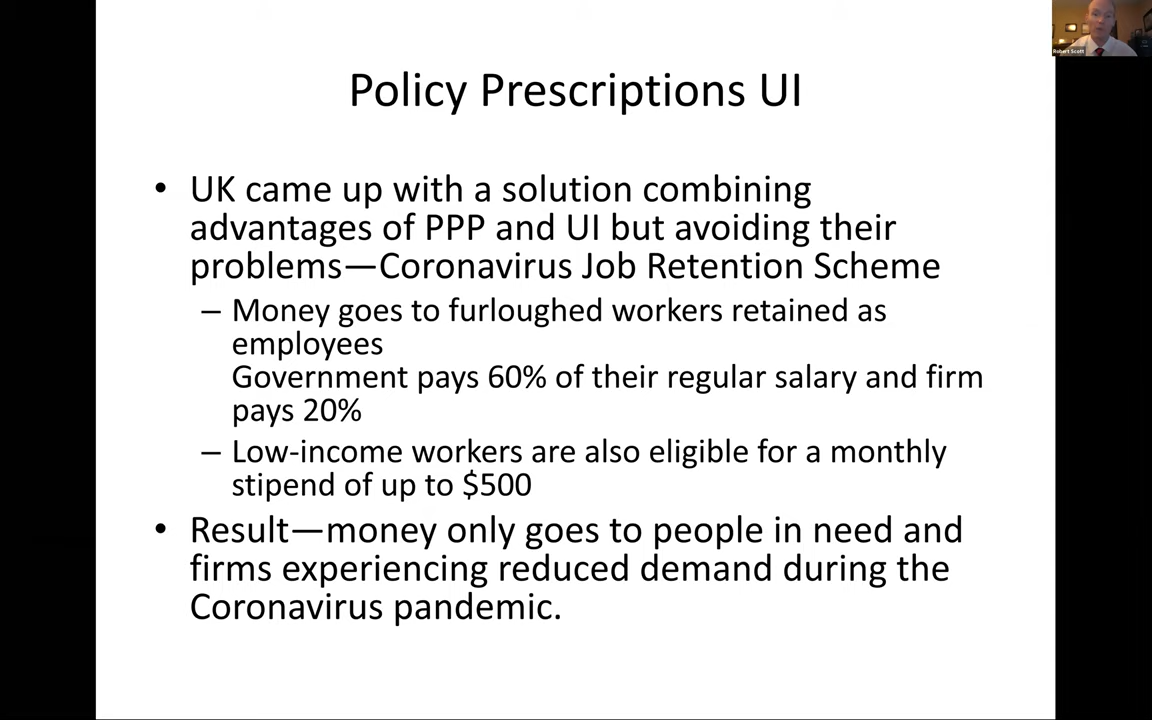 Robert Scott
Policy Prescriptions UI
• UK came up with a solution combining
advantages of PPP and UI but avoiding their
problems—Coronavirus Job Retention Scheme
– Money goes to furloughed workers retained as
employees
Government pays 60% of their regular salary and firm
pays 20%
– Low-income workers are also eligible for a monthly
stipend of up to $500
• Result—money only goes to people in need and
firms experiencing reduced demand during the
Coronavirus pandemic.